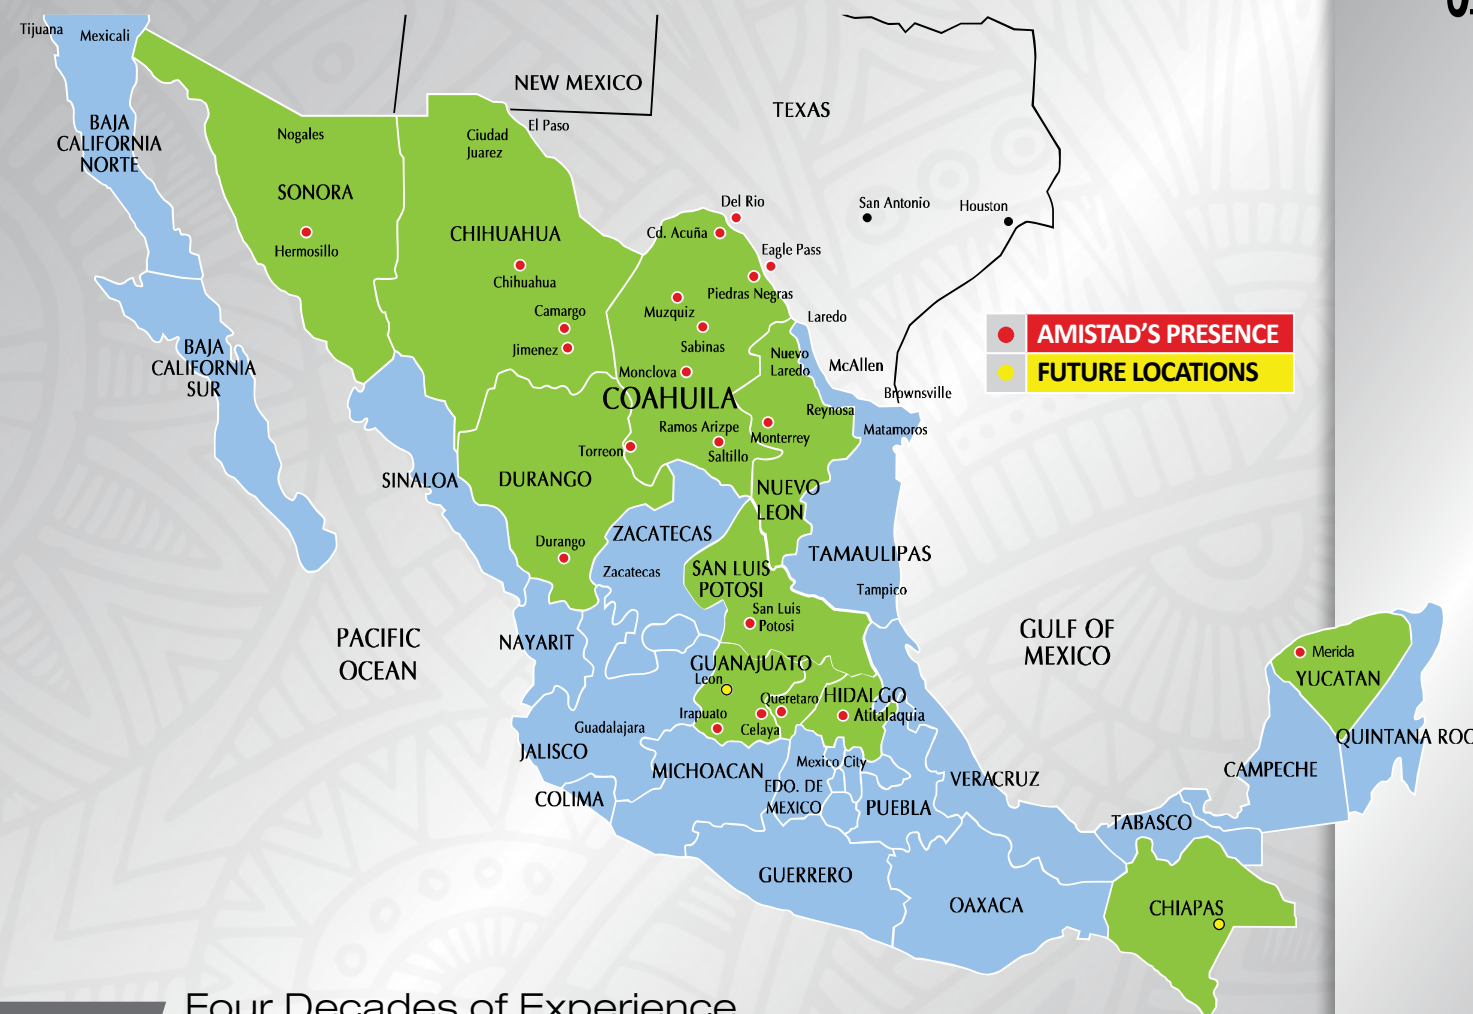 Tijuana
Mexicali
NEW MEXICO
TEXAS
El Paso
BAJA
CALIFORNIA
NORTE
Nogales
Ciudad
Juarez
SONORA
Hermosillo
CHIHUAHUA
Chihuahua
Camargo
Jimenez
Del Rio
Cd. Acuña
Eagle Pass
Piedras Negras
Muzquiz
Sabinas
Monclova
San Antonio
Houston
Laredo
Nuevo
Laredo
McAllen
Brownsville
Reynosa
Matamoros
AMISTAD'S PRESENCE
FUTURE LOCATIONS
BAJA
CALIFORNIA
SUR
COAHUILA
Ramos Arizpe
Saltillo
Monterrey
Torreon
SINALOA
DURANGO
Durango
NUEVO
LEON
ZACATECAS
Zacatecas
TAMAULIPAS
Tampico
SAN LUIS
POTOSI
San Luis
Potosi
PACIFIC
OCEAN
NAYARIT
GULF OF
MEXICO
Merida
YUCATAN
GUANAJUATO
Leon
Queretaro
HIDALGO
Irapuato
Celaya
Atitalaquia
Guadalajara
JALISCO
QUINTANA ROO
CAMPECHE
MICHOACAN
Mexico City
EDO. DE
MEXICO
VERACRUZ
COLIMA
PUEBLA
TABASCO
GUERRERO
OAXACA
CHIAPAS
Four Decades of Experience